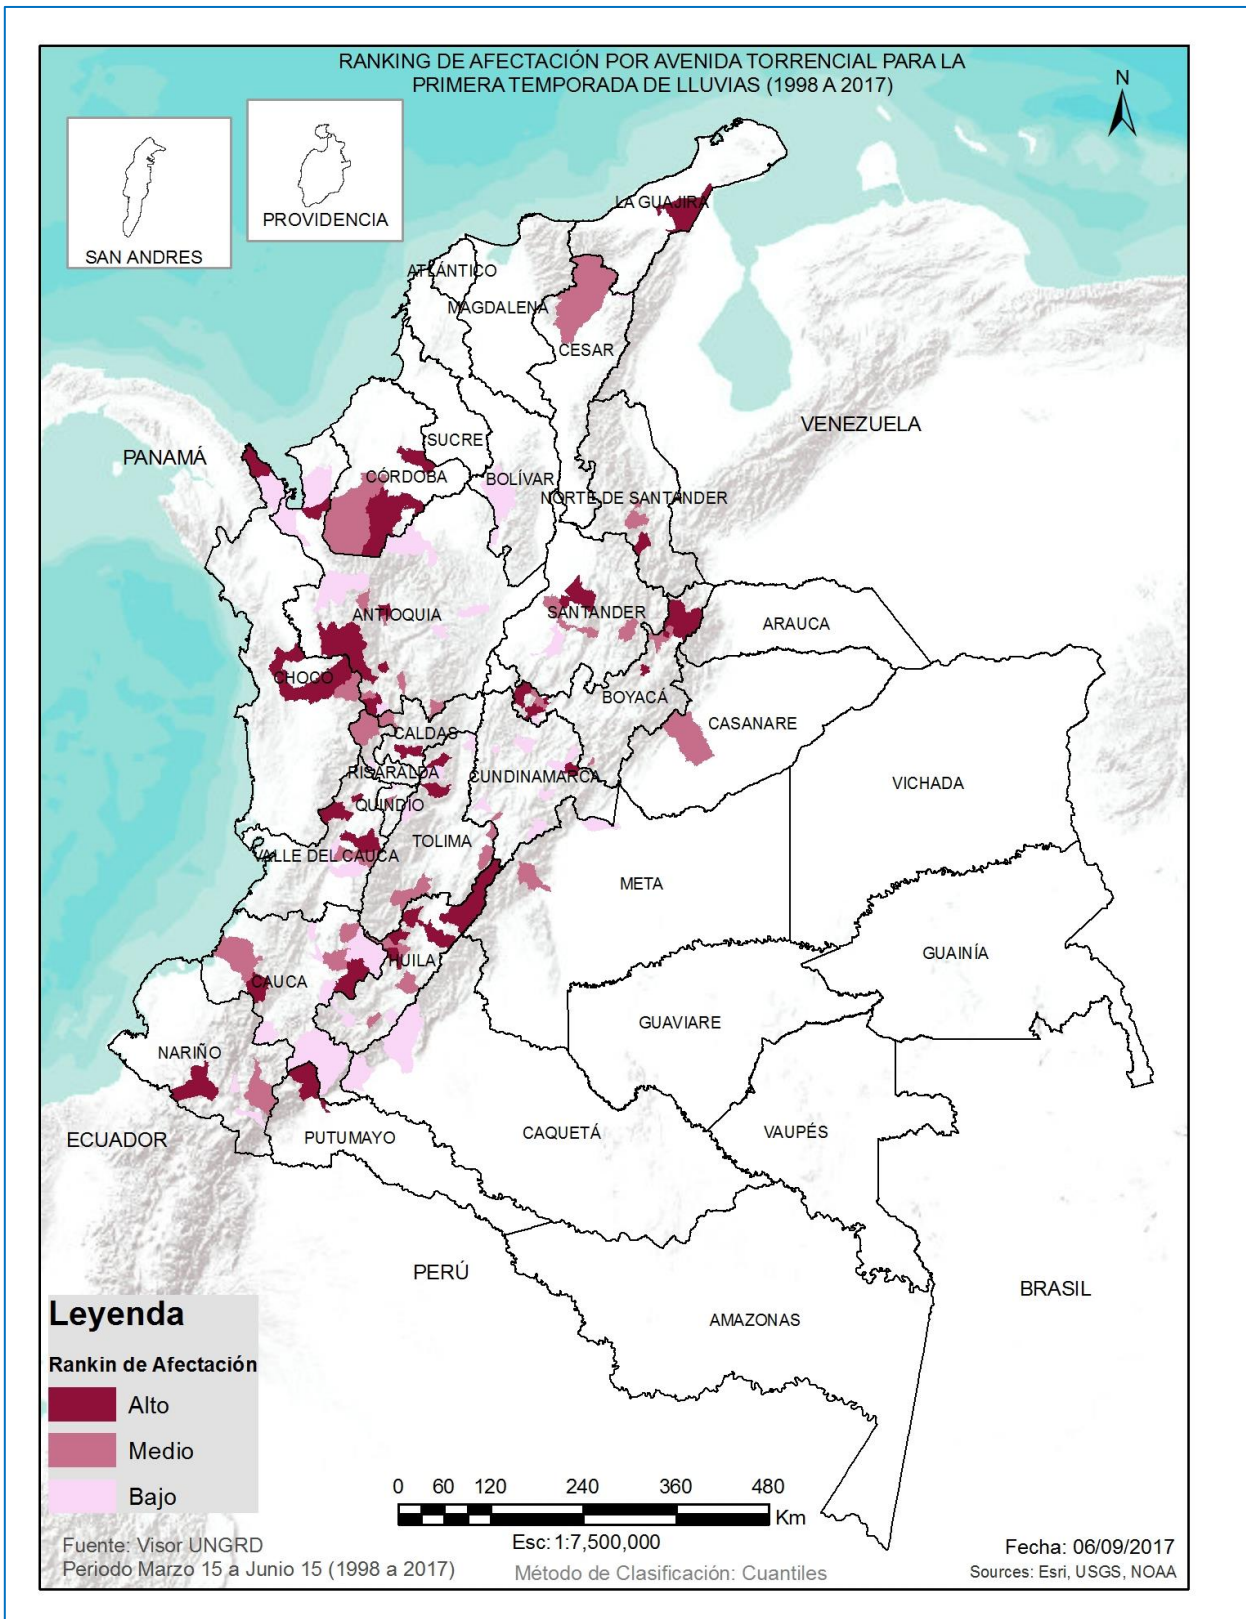 RANKING DE AFECTACIÓN POR AVENIDA TORRENCIAL PARA LA
PRIMERA TEMPORADA DE LLUVIAS (1998 A 2017)
N
SAN ANDRES
PROVIDENCIA
LA GUAJIRA
ATLÁNTICO
MAGDALENA
CESAR
VENEZUELA
PANAMÁ
SUCRE
CÓRDOBA
BOLÍVAR
NORTE DE SANTANDER
ANTIOQUIA
SANTANDER
ARAUCA
CHOCO
BOYACÁ
CASANARE
CALDAS
RISARALDA
CUNDINAMARCA
VICHADA
QUINDÍO
TOLIMA
VALLE DEL CAUCA
META
GUAINÍA
HUILA
CAUCA
GUAVIARE
NARIÑO
ECUADOR
PUTUMAYO
CAQUETÁ
VAUPÉS
PERÚ
BRASIL
AMAZONAS
Leyenda
Rankin de Afectación
Alto
Medio
Bajo
0 60 120 240 360 480
Km
Esc: 1:7,500,000
Fuente: Visor UNGRD
Periodo Marzo 15 a Junio 15 (1998 a 2017)
Método de Clasificación: Cuantiles
Fecha: 06/09/2017
Sources: Esri, USGS, NOAA